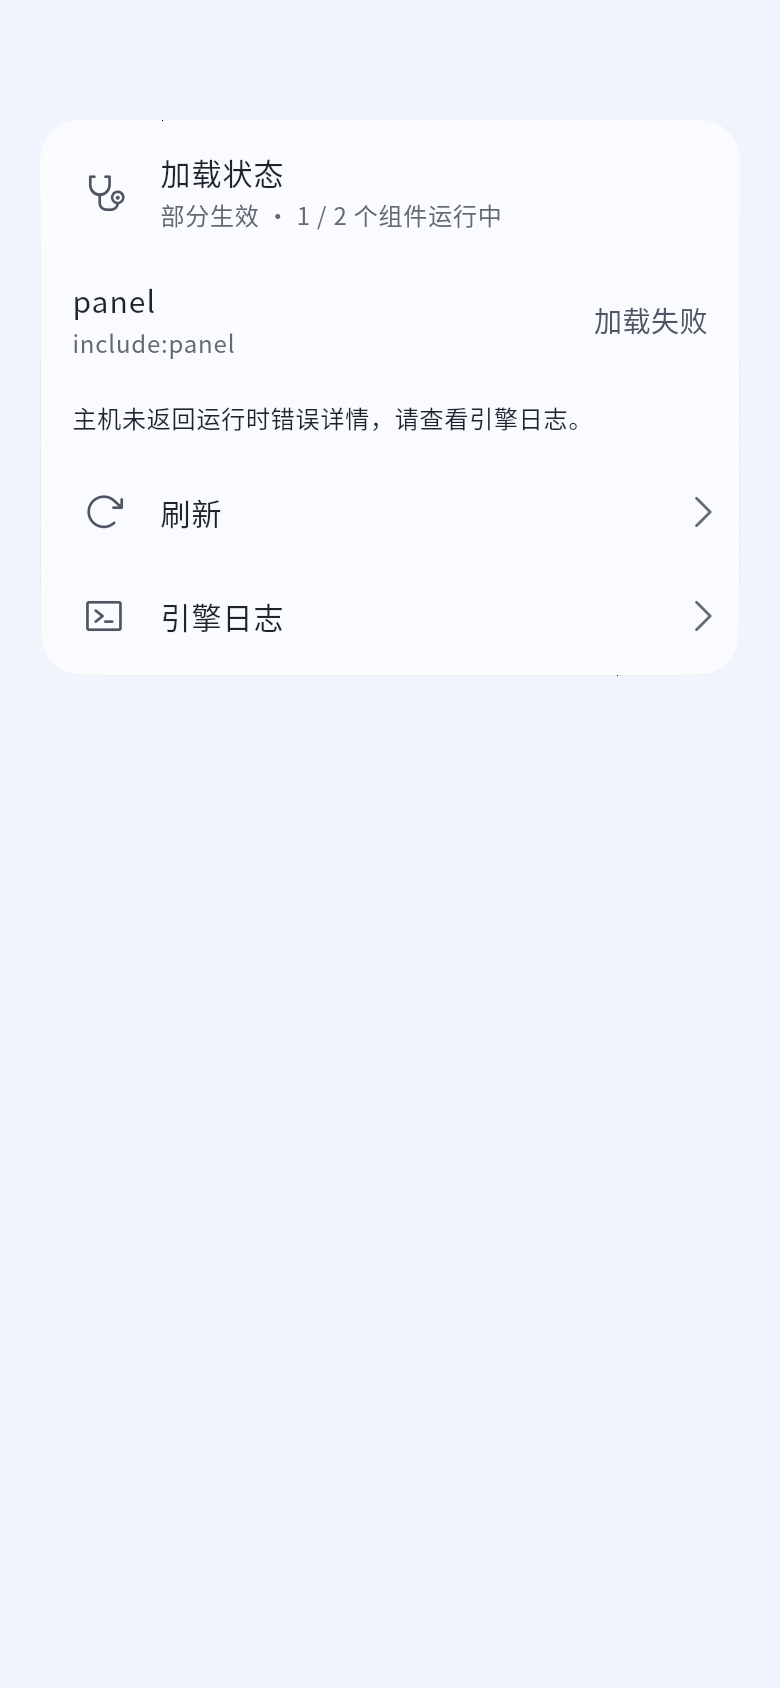 加载状态
部分生效 · 1 / 2 个组件运行中
panel
include:panel
加载失败
主机未返回运行时错误详情，请查看引擎日志。
刷新
引擎日志